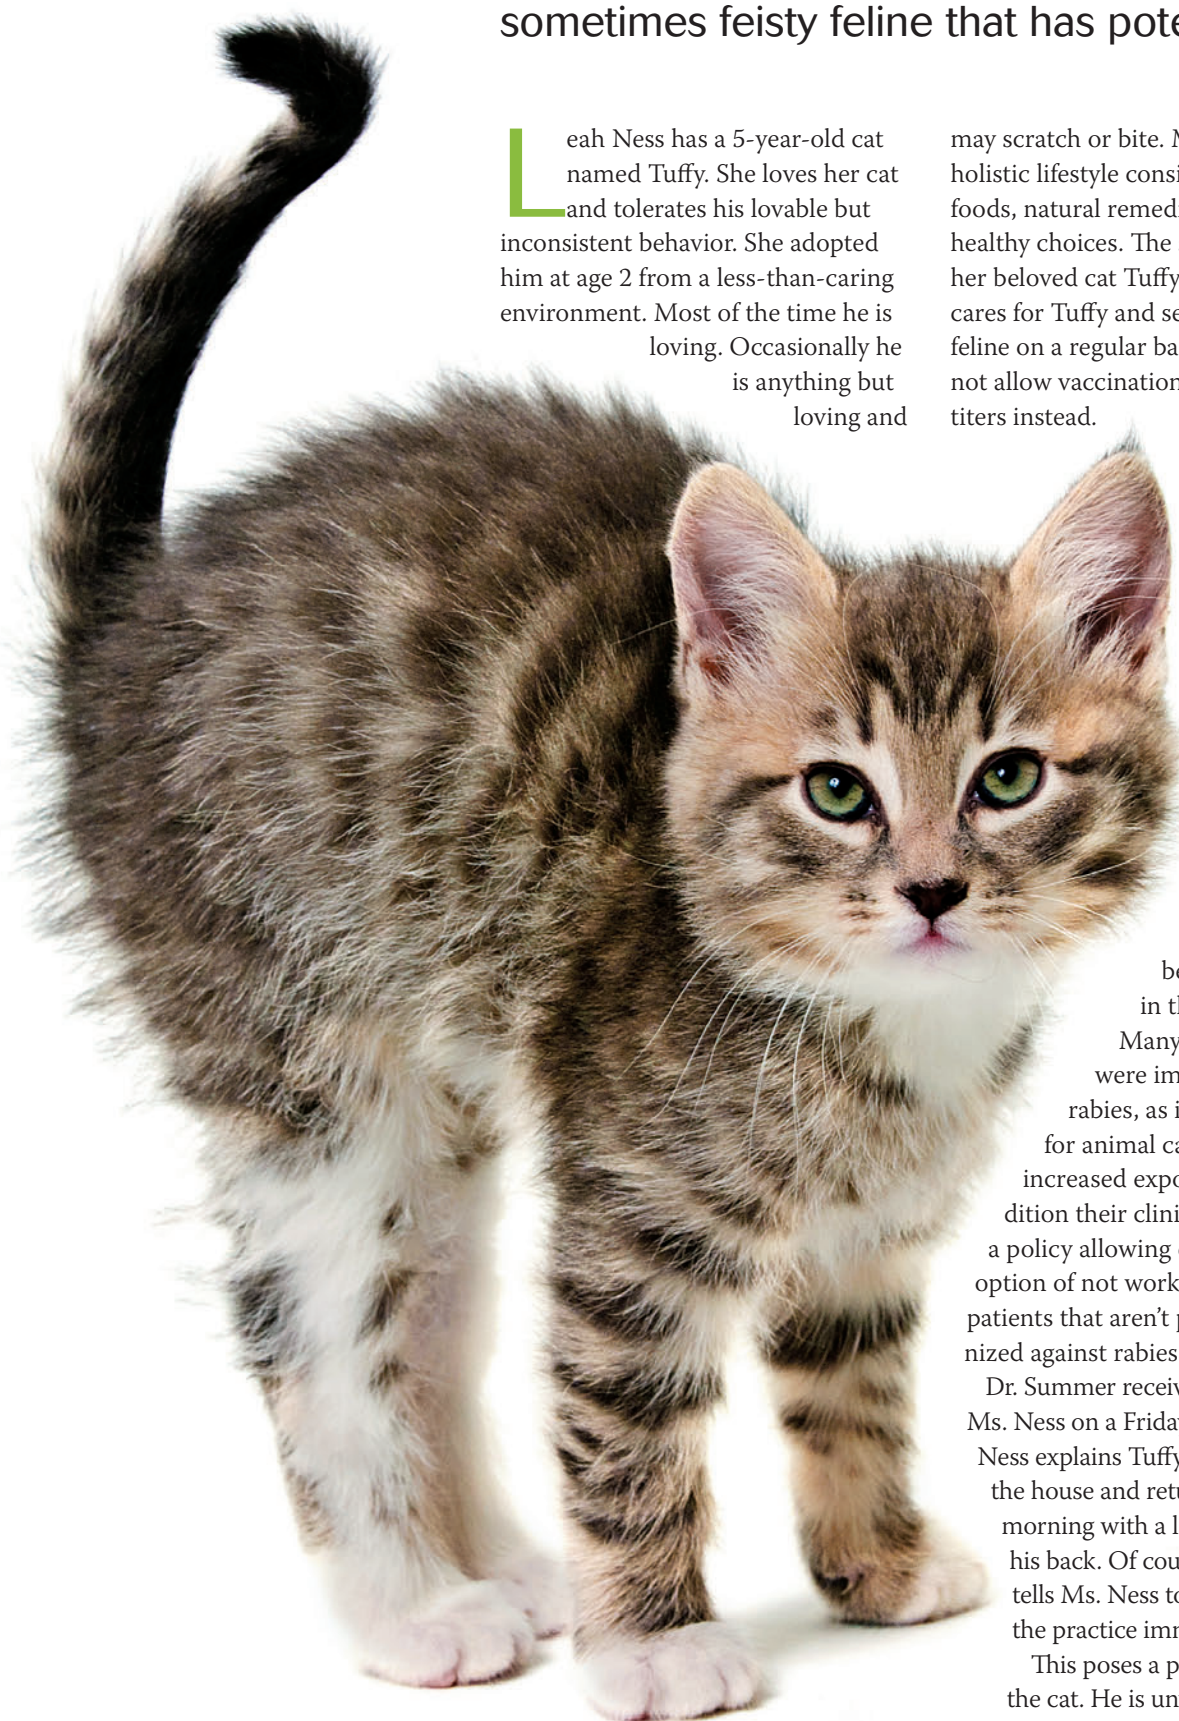 sometimes feisty feline that has pote
Leah Ness has a 5-year-old cat
named Tuffy. She loves her cat
and tolerates his lovable but
inconsistent behavior. She adopted
him at age 2 from a less-than-caring
environment. Most of the time he is
loving. Occasionally he
is anything but
loving and
may scratch or bite. M
holistic lifestyle consi
foods, natural remed
healthy choices. The
her beloved cat Tuffy
cares for Tuffy and se
feline on a regular ba
not allow vaccination
titers instead.
be
in th
Many
were im
rabies, as i
for animal ca
increased expo
dition their clini
a policy allowing
option of not work
patients that aren't p
nized against rabies
Dr. Summer receiv
Ms. Ness on a Frida
Ness explains Tuffy
the house and retu
morning with a l
his back. Of cou
tells Ms. Ness to
the practice imm
This poses a p
the cat. He is un